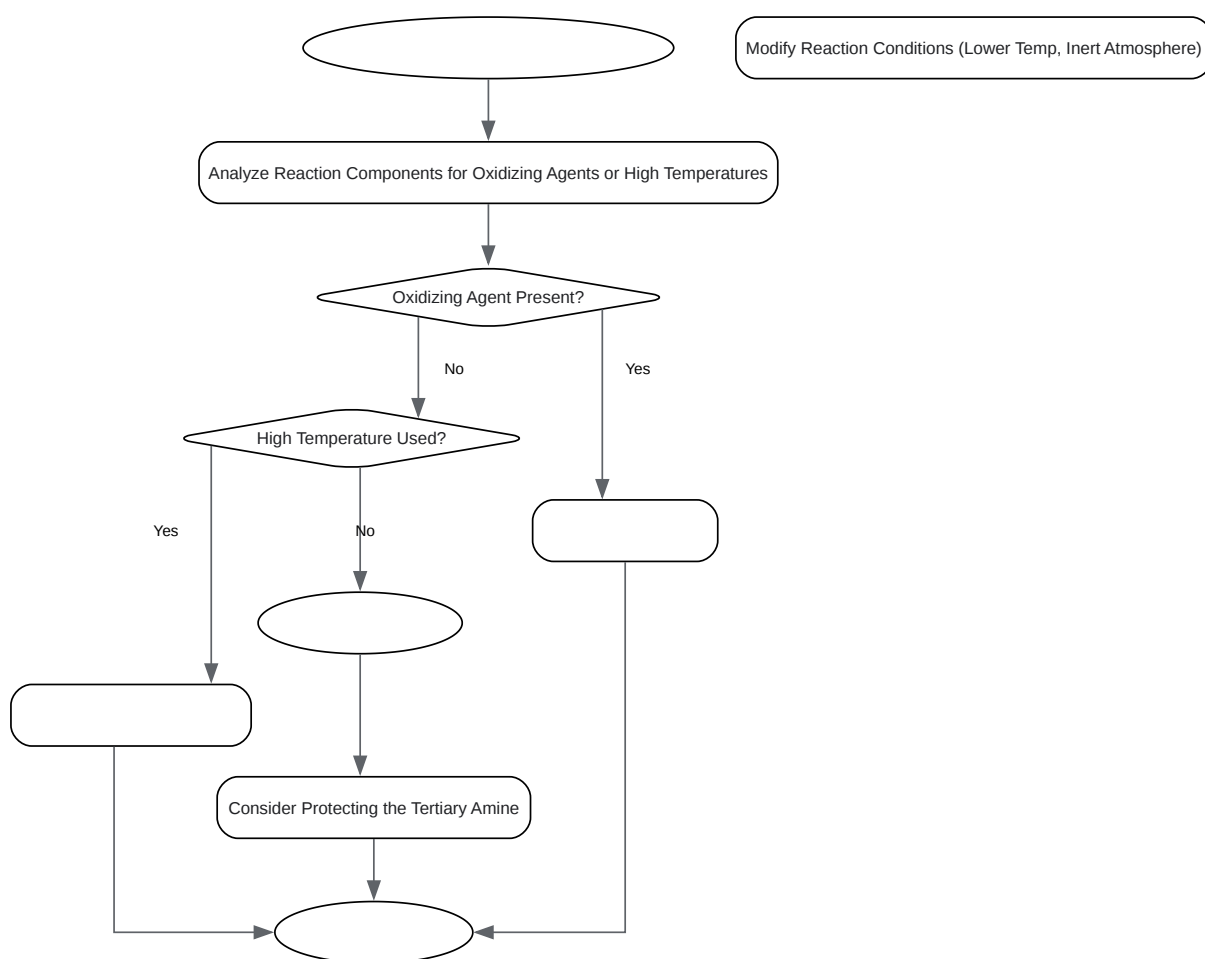 Modify Reaction Conditions (Lower Temp, Inert Atmosphere)
Analyze Reaction Components for Oxidizing Agents or High Temperatures
Oxidizing Agent Present?
No
Yes
High Temperature Used?
Yes
No
Consider Protecting the Tertiary Amine